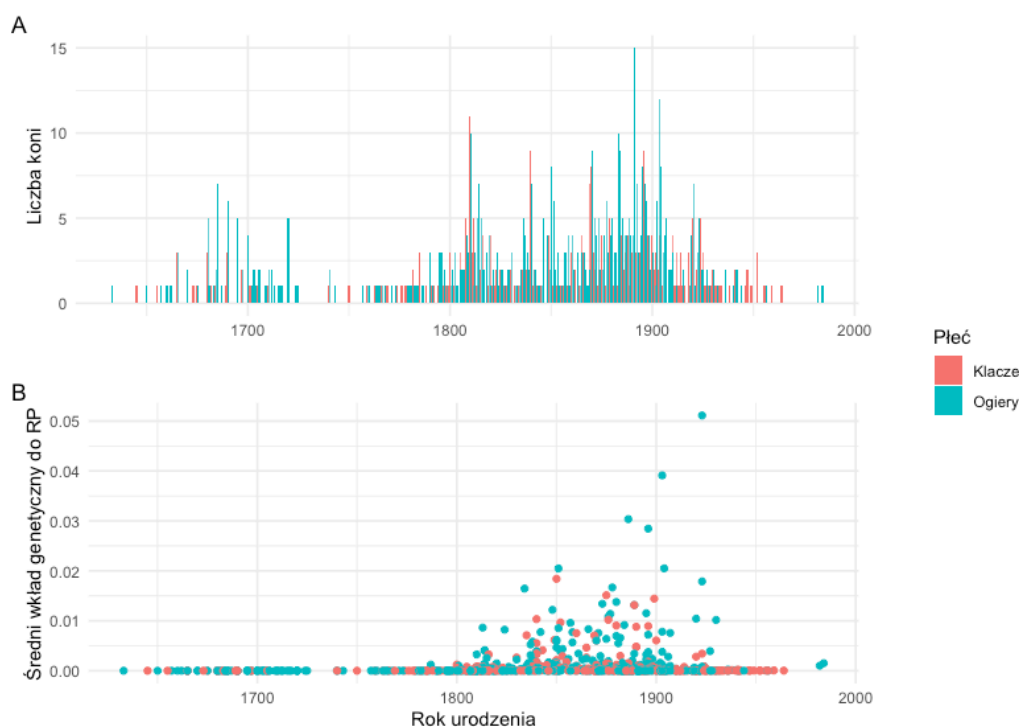 A
15
10
5
0
Liczba koni
1700
1800
1900
2000
Płeć
Klacze
Ogiery
B
0.05
0.04
0.03
0.02
0.01
0.00
Średni wkład genetyczny do RP
1700
1800
1900
2000
Rok urodzenia